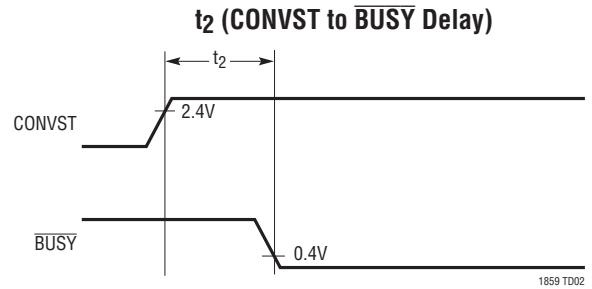 t2 (CONVST to BUSY Delay)
t2
CONVST
2.4V
BUSY
0.4V
1859 TD02